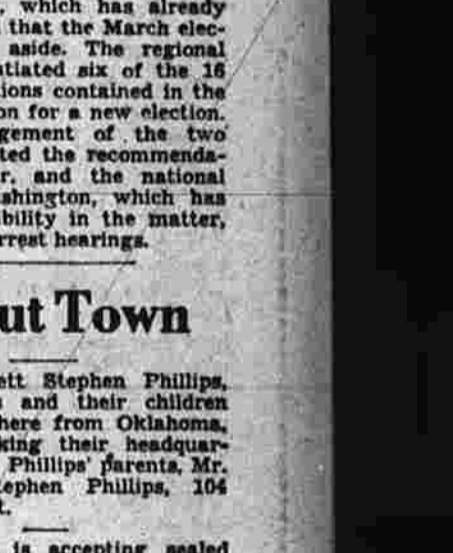 , which has already
that the March elec-
aside. The regional
tiated six of the 16
ions contained in the
on for a new election.
gement of the two
ted the recommenda-
r. and the national
shington, which has
bility in the matter,
rrest hearings.
ut Town
ett Stephen Phillips,
s and their children
here from Oklahoma,
king their headquar-
Phillips' parents, Mr.
tephen Phillips, 104
t.
is accepting sealed